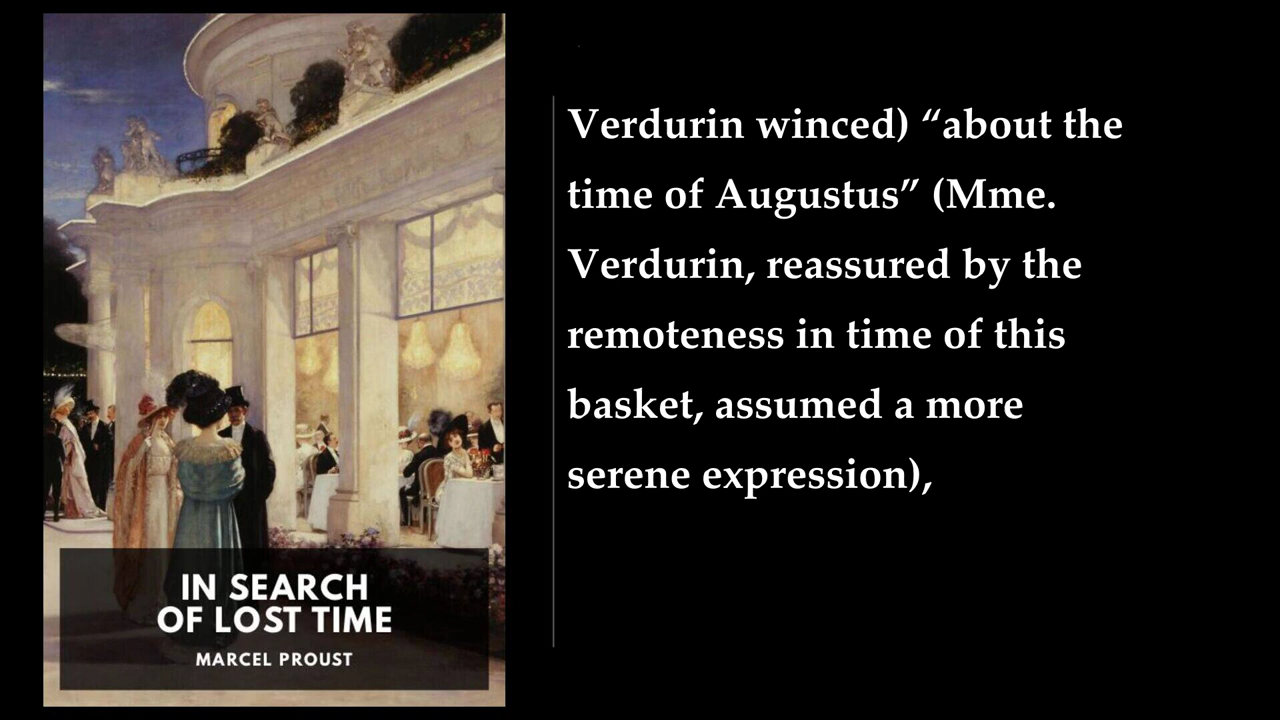 IN SEARCH
OF LOST TIME
MARCEL PROUST
Verdurin winced) “about the
time of Augustus” (Mme.
Verdurin, reassured by the
remoteness in time of this
basket, assumed a more
serene expression),